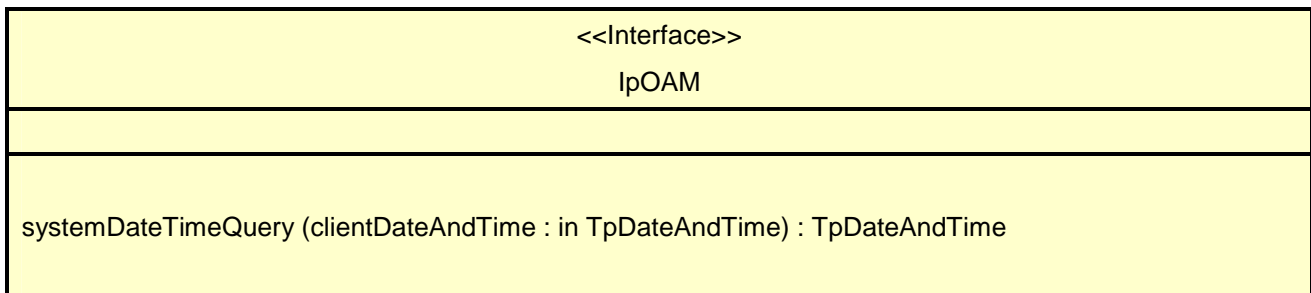 <<Interface>>
IpOAM
systemDateTimeQuery (clientDateAndTime : in TpDateAndTime) : TpDateAndTime